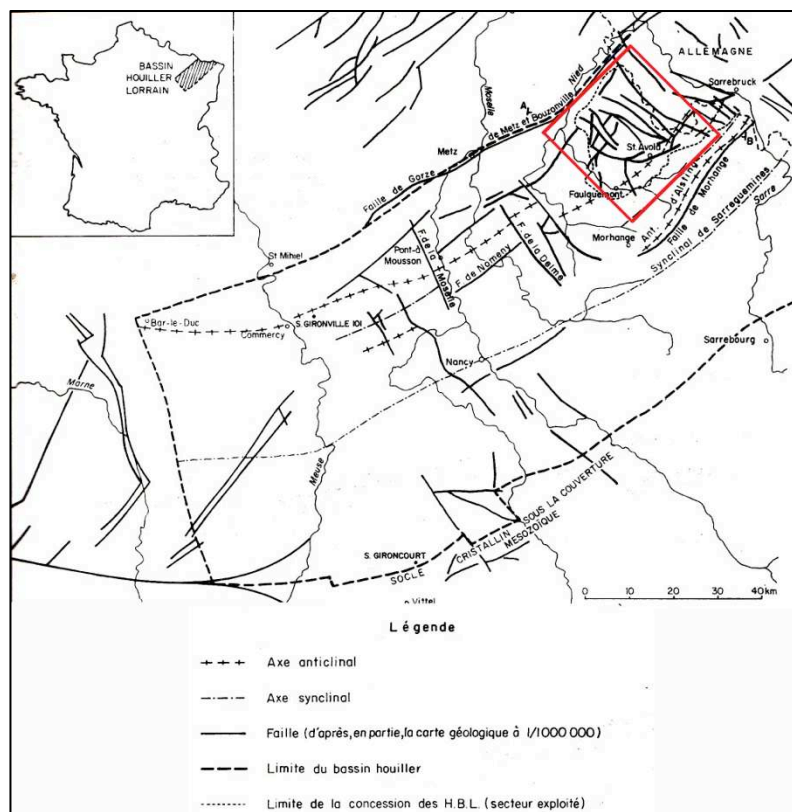 BASSIN
HOUILLER
LORRAIN
ALLEMAGNE
Sarrebruck
Moselle
Nied
A
de Metz et Bouzonville
Metz
Faille de Gorze
St. Avold
B
Faulquemont
Ant. d'Alsting
Faille de Morhange
Morhange
Synclinal de Sarreguemines
Sarre
St Mihiel
Pont-à
Mousson
F. de la Moselle
F. de Nomeny
F. de la Delme
Bar-le-Duc
Commercy
S. GIRONVILLE 101
Sarrebourg
Nancy
Marne
Meuse
S. GIRONCOURT
SOCLE CRISTALLIN SOUS LA COUVERTURE
MÉSOZOÏQUE
Vittel
0 10 20 30 40 km
Légende
Axe anticlinal
Axe synclinal
Faille (d'après, en partie, la carte géologique à 1/1000 000)
Limite du bassin houiller
Limite de la concession des H.B.L. (secteur exploité)